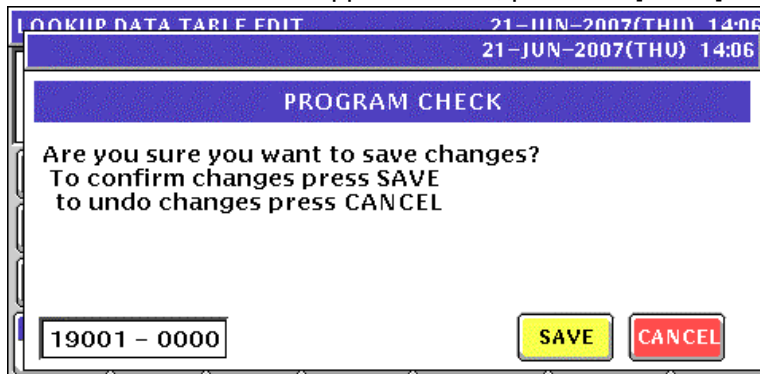 LOOKUP DATA TABLE EDIT 21-JUN-2007(THU) 14:06
21-JUN-2007(THU) 14:06
PROGRAM CHECK
Are you sure you want to save changes?
To confirm changes press SAVE
to undo changes press CANCEL
19001 - 0000 SAVE CANCEL